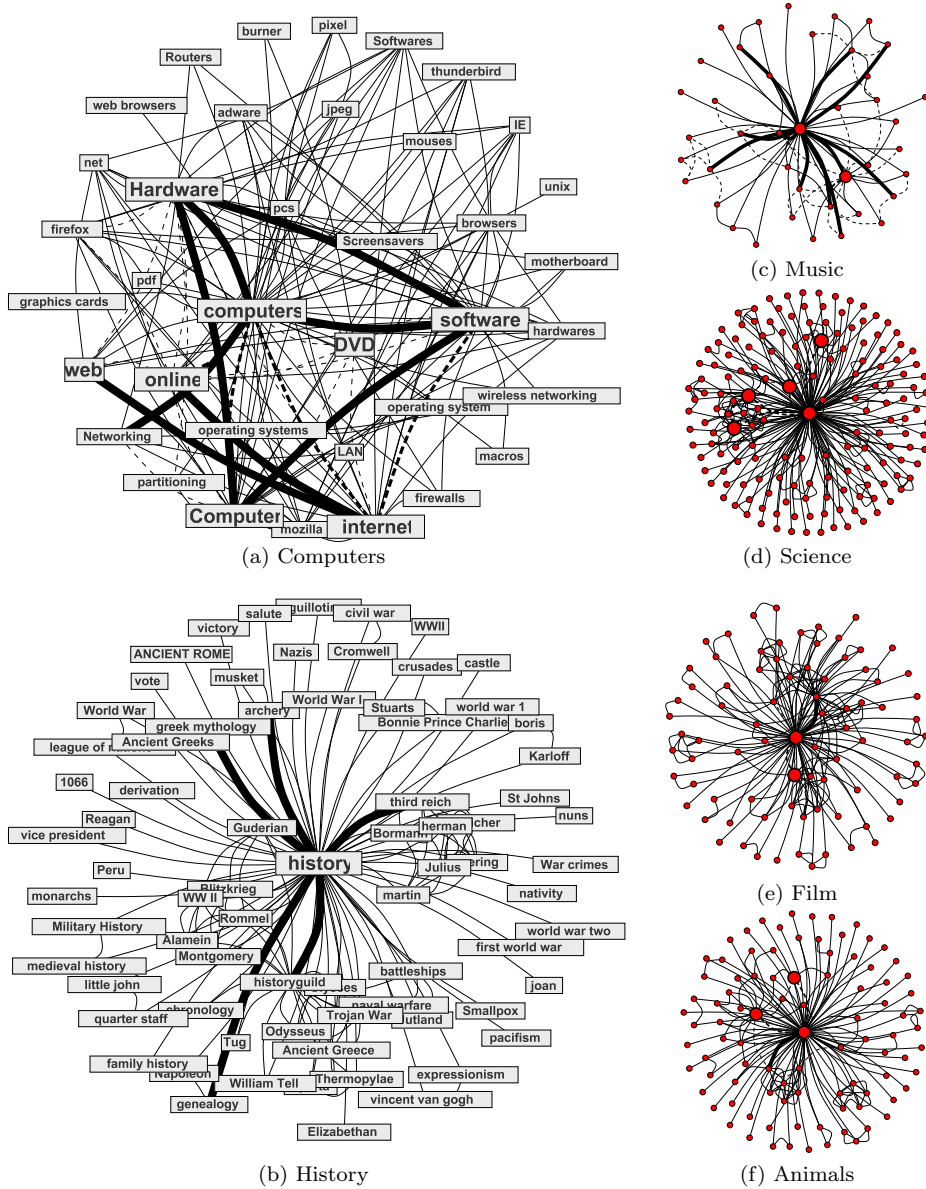 burner
pixel
Softwares
Routers
thunderbird
web browsers
adware
jpeg
IE
mouses
net
Hardware
unix
pcs
firefox
browsers
Screensavers
motherboard
pdf
graphics cards
computers
software
hardwares
DVD
web
online
wireless networking
operating system
Networking
operating systems
LAN
macros
partitioning
firewalls
Computer
mozilla
internet
(a) Computers
(c) Music
(d) Science
salute
guillotin
civil war
victory
WWII
ANCIENT ROME
Nazis
Cromwell
crusades
castle
vote
musket
World War I
Stuarts
world war 1
World War
archery
greek mythology
Bonnie Prince Charlie
boris
league of
Ancient Greeks
Karloff
1066
derivation
third reich
St Johns
nuns
Reagan
Guderian
herman
cher
vice president
Bormann
history
Peru
Julius
ering
War crimes
monarchs
Blitzkrieg
WW II
martin
nativity
Rommel
Military History
Alamein
world war two
Montgomery
first world war
medieval history
battleships
little john
historyguild
joan
chronology
naval warfare
quarter staff
Trojan War
utland
Smallpox
Odysseus
pacifism
Tug
Ancient Greece
family history
Napoleon
William Tell
Thermopylae
expressionism
genealogy
vincent van gogh
Elizabethan
(b) History
(e) Film
(f) Animals